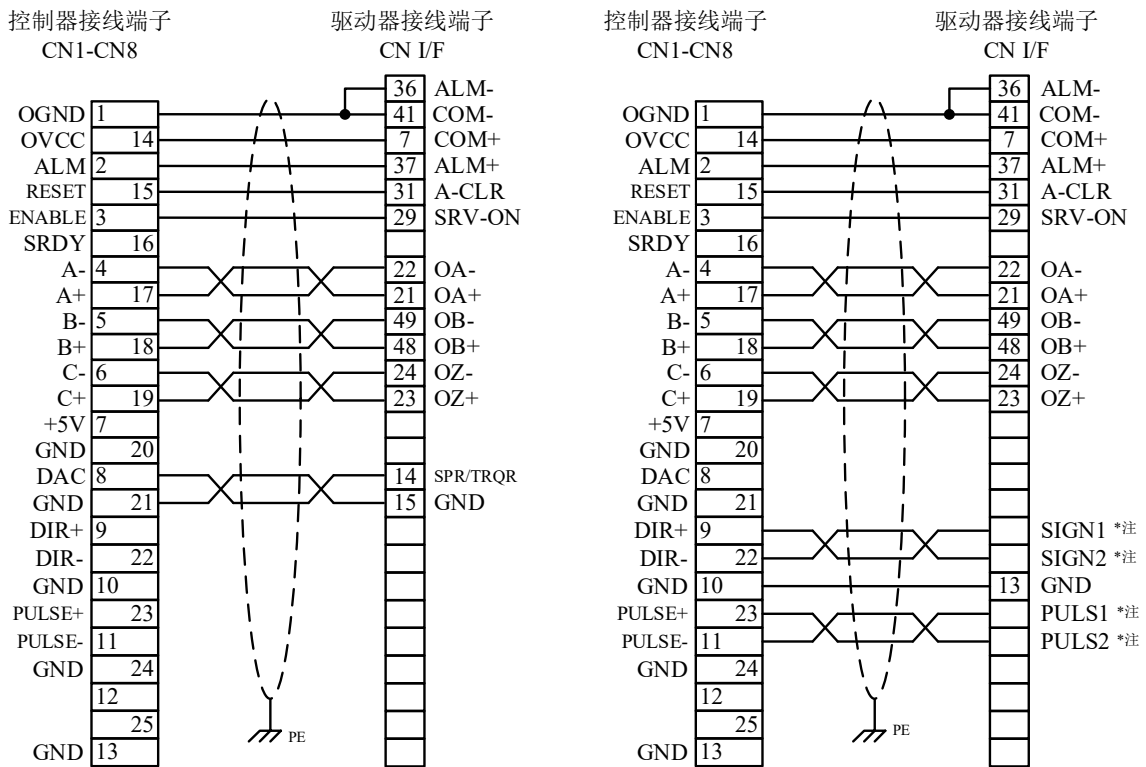 控制器接线端子 驱动器接线端子
CN1-CN8 CN I/F
36 ALM-
OGND 1 41 COM-
OVCC 14 7 COM+
ALM 2 37 ALM+
RESET 15 31 A-CLR
ENABLE 3 29 SRV-ON
SRDY 16
A- 4 22 OA-
A+ 17 21 OA+
B- 5 49 OB-
B+ 18 48 OB+
C- 6 24 OZ-
C+ 19 23 OZ+
+5V 7
GND 20
DAC 8 14 SPR/TRQR
GND 21 15 GND
DIR+ 9
DIR- 22
GND 10
PULSE+ 23
PULSE- 11
GND 24
12
25
GND 13
PE
控制器接线端子 驱动器接线端子
CN1-CN8 CN I/F
36 ALM-
OGND 1 41 COM-
OVCC 14 7 COM+
ALM 2 37 ALM+
RESET 15 31 A-CLR
ENABLE 3 29 SRV-ON
SRDY 16
A- 4 22 OA-
A+ 17 21 OA+
B- 5 49 OB-
B+ 18 48 OB+
C- 6 24 OZ-
C+ 19 23 OZ+
+5V 7
GND 20
DAC 8
GND 21
DIR+ 9 SIGN1 *注
DIR- 22 SIGN2 *注
GND 10 13 GND
PULSE+ 23 PULS1 *注
PULSE- 11 PULS2 *注
GND 24
12
25
GND 13
PE